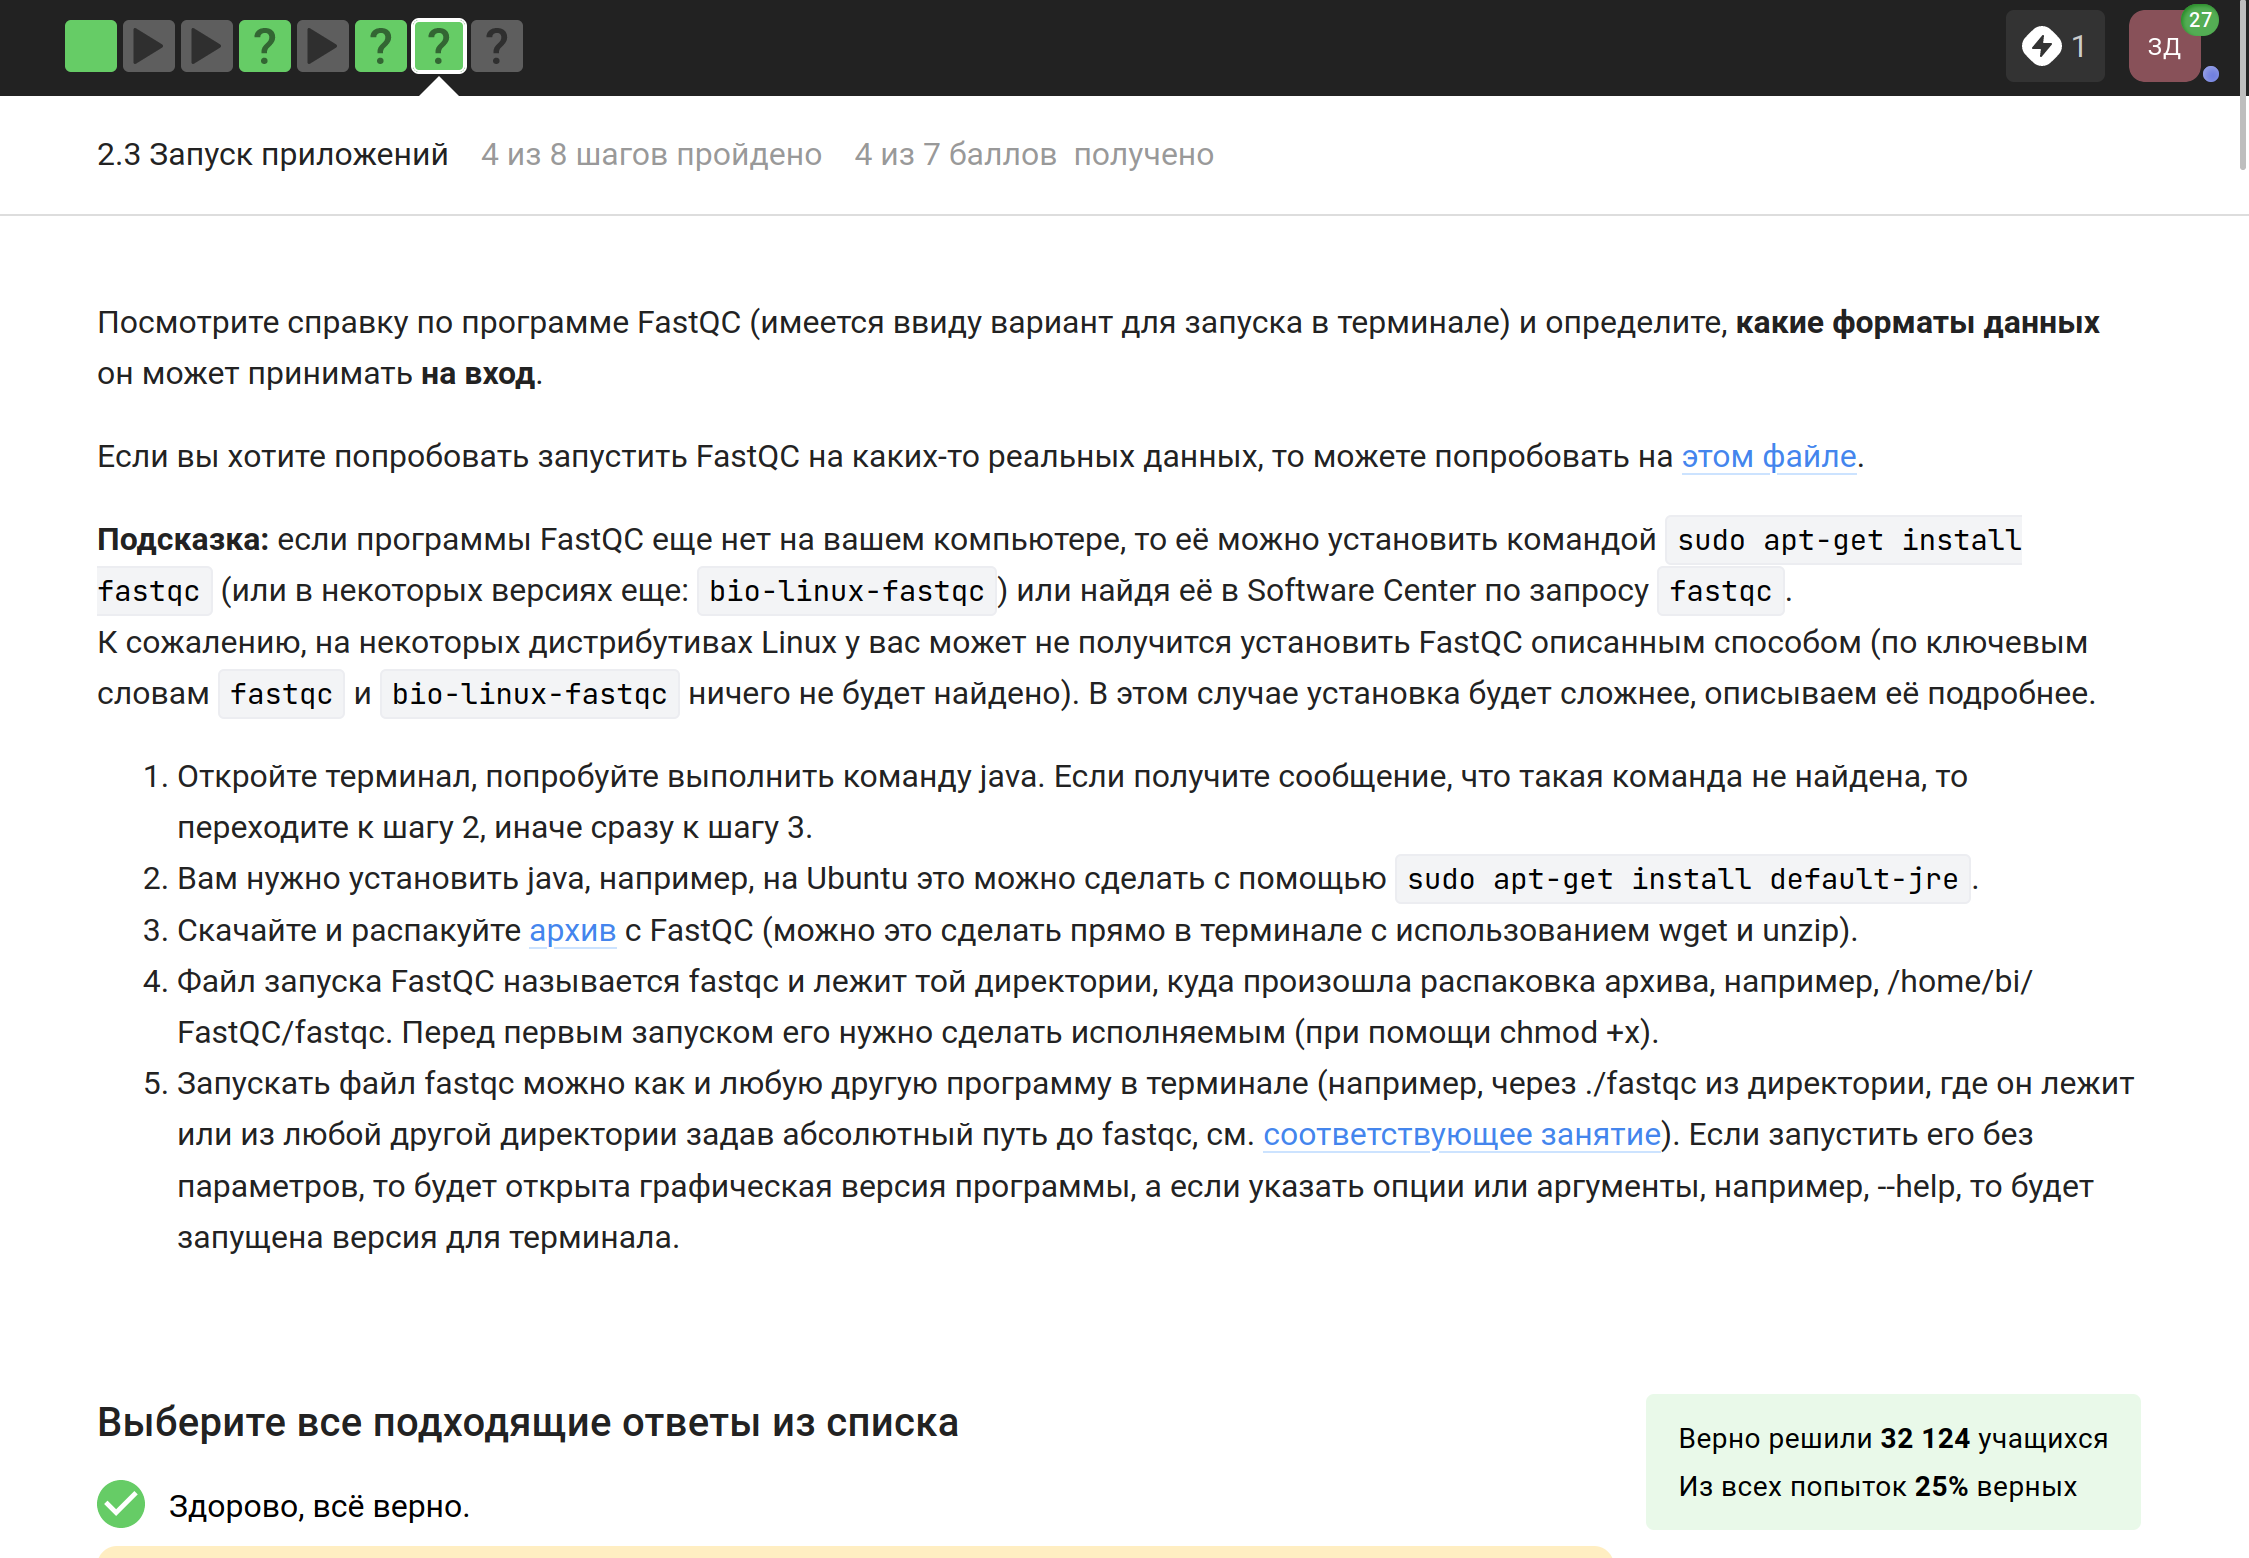 ? ? ? ?
1
ЗД
27
2.3 Запуск приложений 4 из 8 шагов пройдено 4 из 7 баллов получено
Посмотрите справку по программе FastQC (имеется ввиду вариант для запуска в терминале) и определите, какие форматы данных
он может принимать на вход.
Если вы хотите попробовать запустить FastQC на каких-то реальных данных, то можете попробовать на этом файле.
Подсказка: если программы FastQC еще нет на вашем компьютере, то её можно установить командой sudo apt-get install
fastqc (или в некоторых версиях еще: bio-linux-fastqc) или найдя её в Software Center по запросу fastqc.
К сожалению, на некоторых дистрибутивах Linux у вас может не получится установить FastQC описанным способом (по ключевым
словам fastqc и bio-linux-fastqc ничего не будет найдено). В этом случае установка будет сложнее, описываем её подробнее.
1. Откройте терминал, попробуйте выполнить команду java. Если получите сообщение, что такая команда не найдена, то
переходите к шагу 2, иначе сразу к шагу 3.
2. Вам нужно установить java, например, на Ubuntu это можно сделать с помощью sudo apt-get install default-jre.
3. Скачайте и распакуйте архив с FastQC (можно это сделать прямо в терминале с использованием wget и unzip).
4. Файл запуска FastQC называется fastqc и лежит той директории, куда произошла распаковка архива, например, /home/bi/
FastQC/fastqc. Перед первым запуском его нужно сделать исполняемым (при помощи chmod +x).
5. Запускать файл fastqc можно как и любую другую программу в терминале (например, через ./fastqc из директории, где он лежит
или из любой другой директории задав абсолютный путь до fastqc, см. соответствующее занятие). Если запустить его без
параметров, то будет открыта графическая версия программы, а если указать опции или аргументы, например, --help, то будет
запущена версия для терминала.
Выберите все подходящие ответы из списка
Здорово, всё верно.
Верно решили 32 124 учащихся
Из всех попыток 25% верных